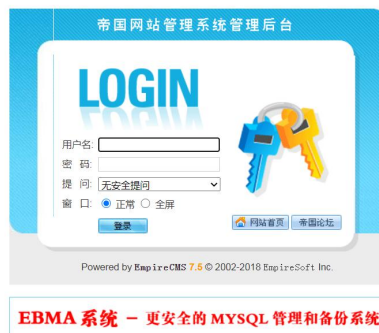 帝国网站管理系统管理后台
LOGIN
用户名:
密 码:
提 问: 无安全提问
窗 口: 正常 全屏
登录 网站首页 帝国论坛
Powered by EmpireCMS 7.5 © 2002-2018 EmpireSoft Inc.
EBMA 系统 - 更安全的 MYSQL 管理和备份系统